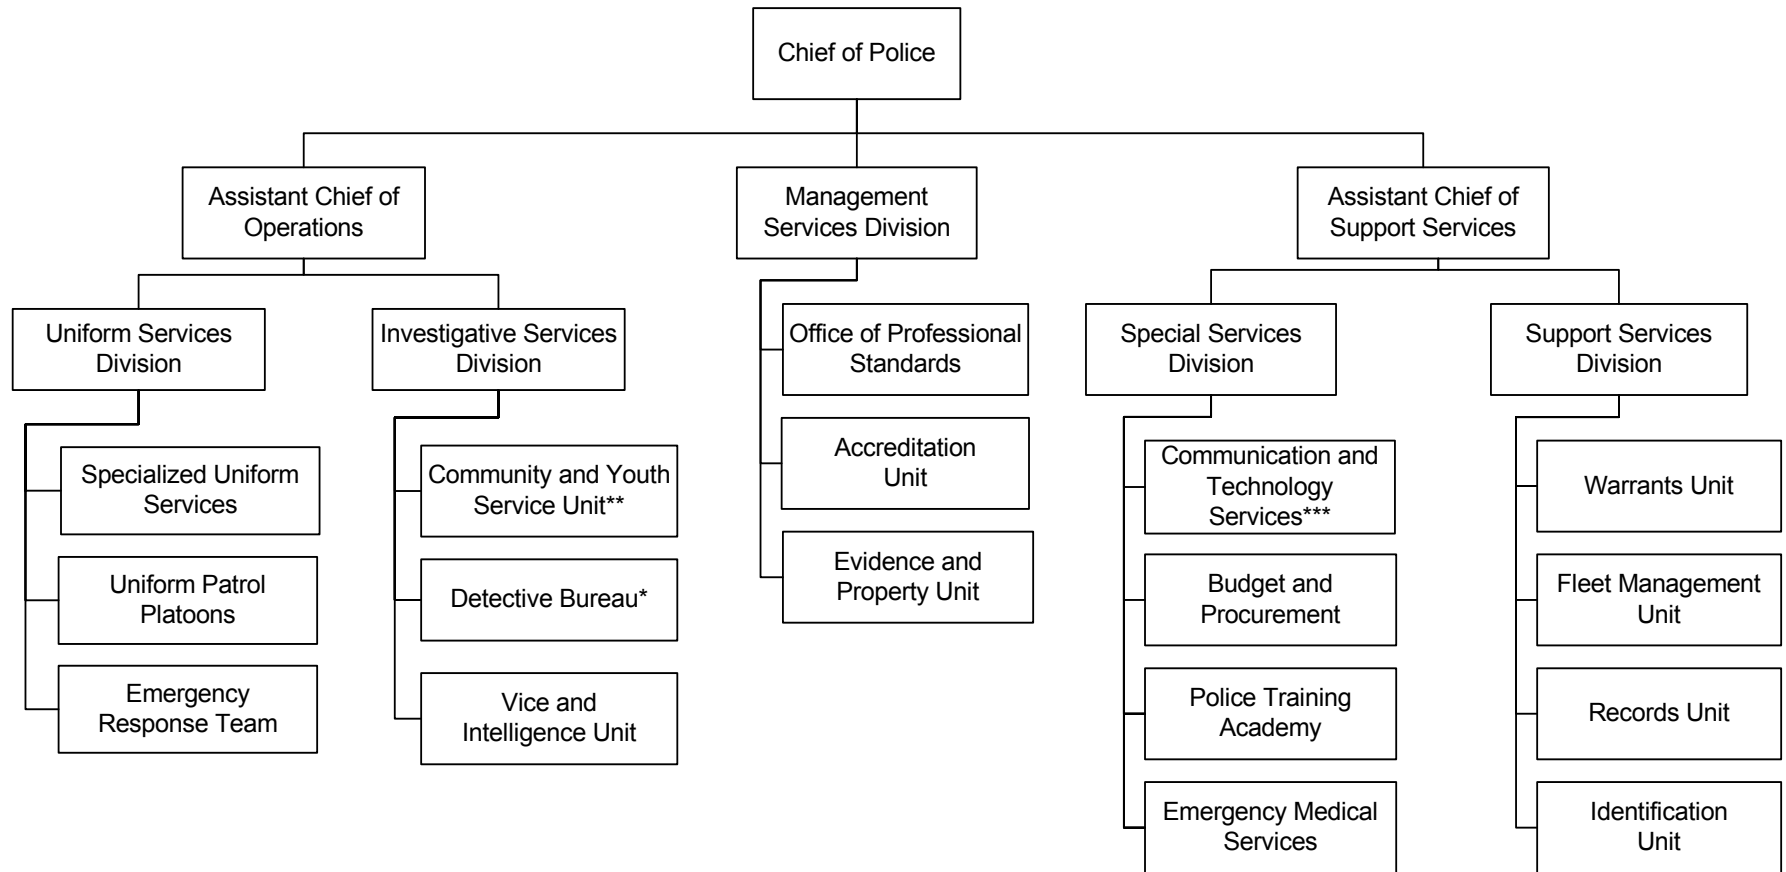 Chief of Police
Assistant Chief of
Operations
Management
Services Division
Assistant Chief of
Support Services
Uniform Services
Division
Investigative Services
Division
Office of Professional
Standards
Special Services
Division
Support Services
Division
Specialized Uniform
Services
Community and Youth
Service Unit**
Accreditation
Unit
Communication and
Technology
Services***
Warrants Unit
Uniform Patrol
Platoons
Detective Bureau*
Evidence and
Property Unit
Budget and
Procurement
Fleet Management
Unit
Emergency
Response Team
Vice and
Intelligence Unit
Police Training
Academy
Records Unit
Emergency Medical
Services
Identification
Unit